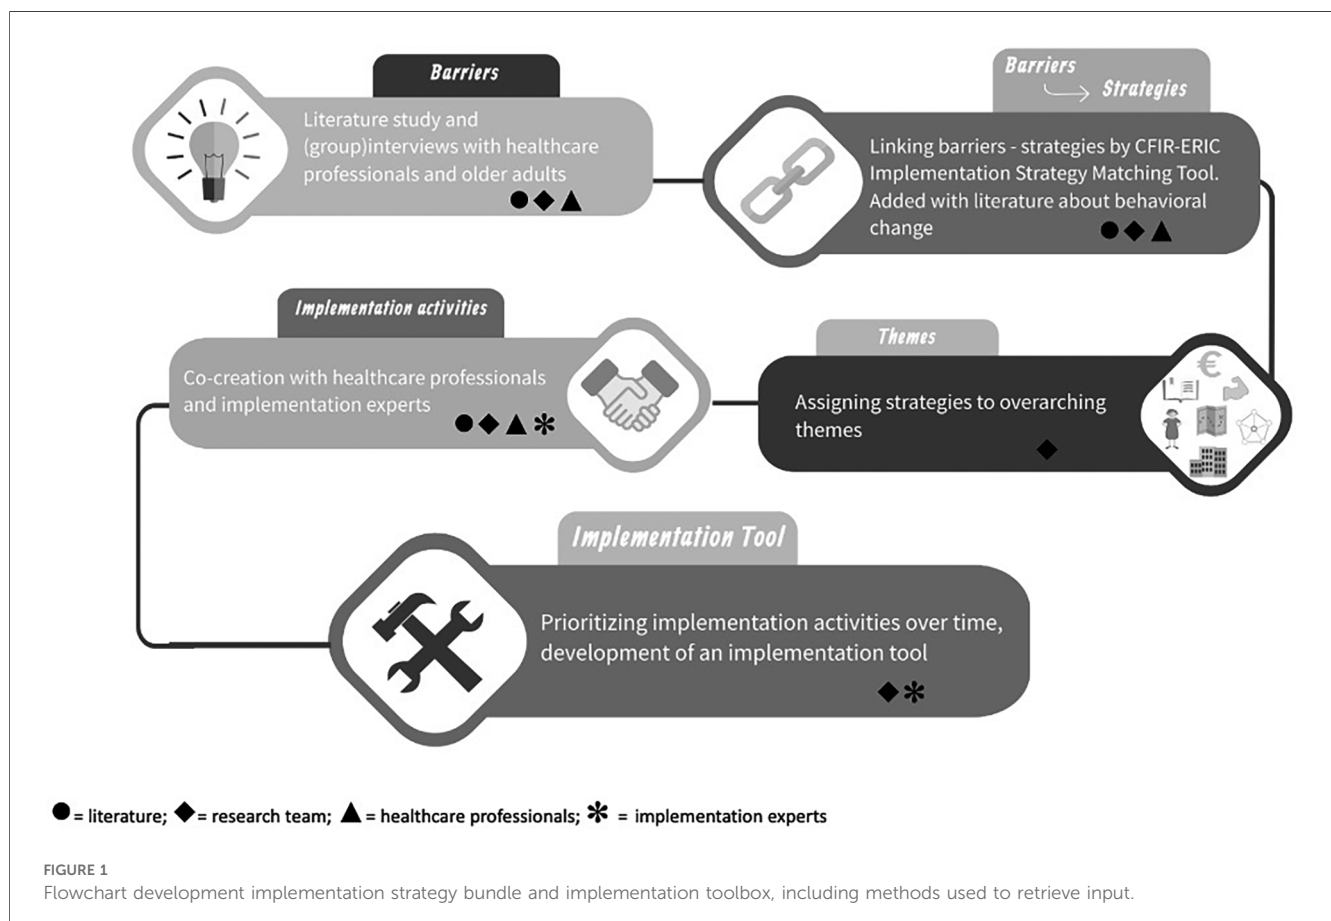 Barriers
Literature study and
(group)interviews with healthcare
professionals and older adults
Barriers
Strategies
Linking barriers - strategies by CFIR-ERIC
Implementation Strategy Matching Tool.
Added with literature about behavioral
change
Themes
Assigning strategies to overarching
themes
€
Implementation activities
Co-creation with healthcare professionals
and implementation experts
Implementation Tool
Prioritizing implementation activities over time,
development of an implementation tool
●= literature; ◆= research team; ▲= healthcare professionals; ✱ = implementation experts
FIGURE 1
Flowchart development implementation strategy bundle and implementation toolbox, including methods used to retrieve input.